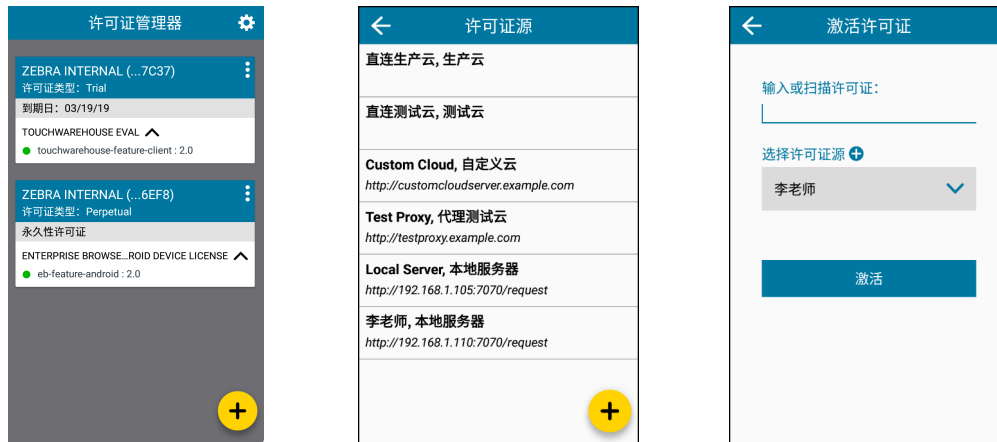 许可证管理器
ZEBRA INTERNAL (...7C37)
许可证类型：Trial
到期日：03/19/19
TOUCHWAREHOUSE EVAL
touchwarehouse-feature-client : 2.0
ZEBRA INTERNAL (...6EF8)
许可证类型：Perpetual
永久性许可证
ENTERPRISE BROWSE...ROID DEVICE LICENSE
eb-feature-android : 2.0
许可证源
直连生产云, 生产云
直连测试云, 测试云
Custom Cloud, 自定义云
http://customcloudserver.example.com
Test Proxy, 代理测试云
http://testproxy.example.com
Local Server, 本地服务器
http://192.168.1.105:7070/request
李老师, 本地服务器
http://192.168.1.110:7070/request
激活许可证
输入或扫描许可证：
选择许可证源
李老师
激活